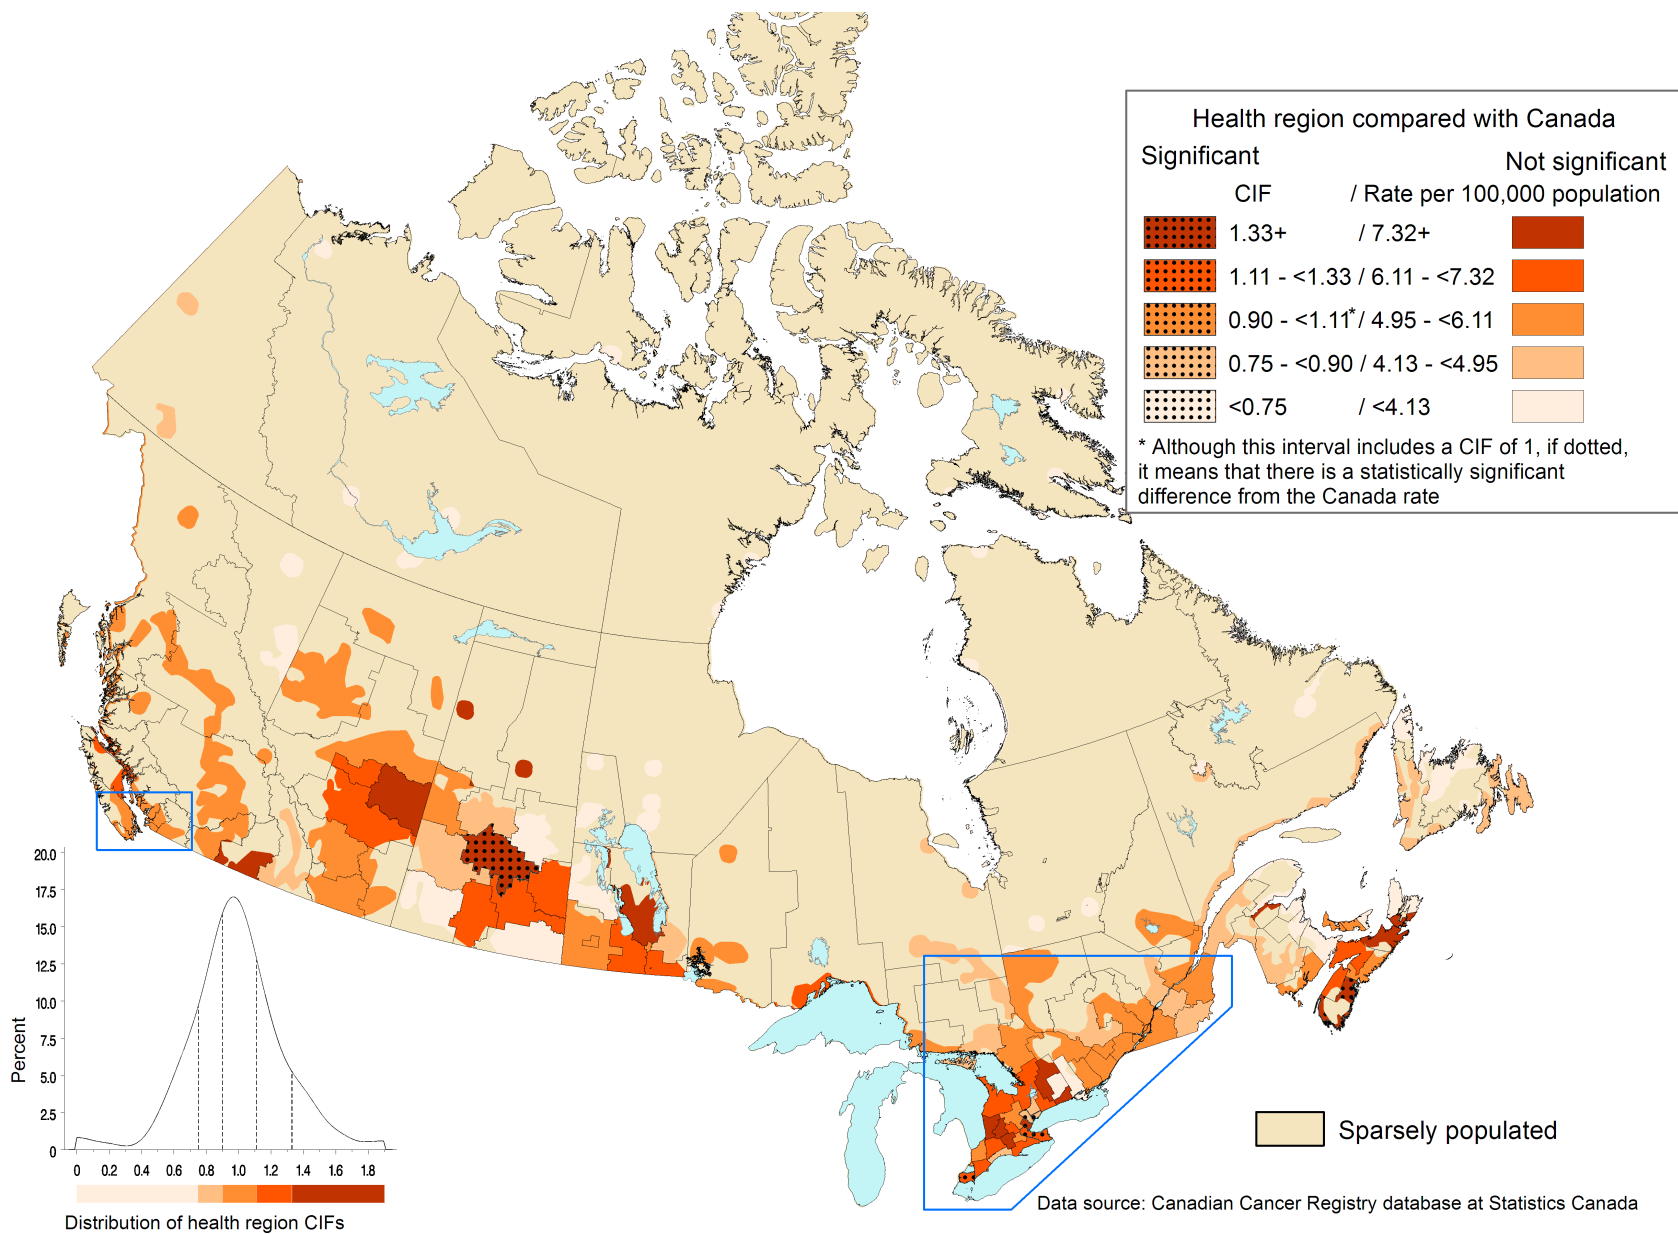 Health region compared with Canada
Significant
Not significant
CIF / Rate per 100,000 population
1.33+ / 7.32+
1.11 - <1.33 / 6.11 - <7.32
0.90 - <1.11* / 4.95 - <6.11
0.75 - <0.90 / 4.13 - <4.95
<0.75 / <4.13
* Although this interval includes a CIF of 1, if dotted,
it means that there is a statistically significant
difference from the Canada rate
20.0
17.5
15.0
12.5
10.0
7.5
5.0
2.5
0
Percent
0 0.2 0.4 0.6 0.8 1.0 1.2 1.4 1.6 1.8
Distribution of health region CIFs
Sparsely populated
Data source: Canadian Cancer Registry database at Statistics Canada